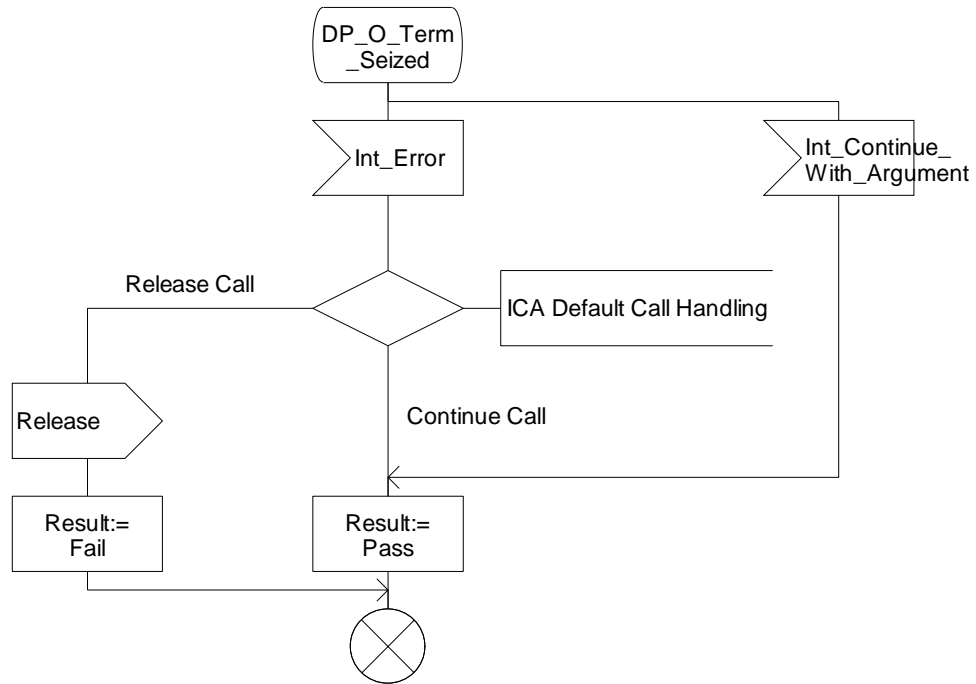 DP_O_Term
_Seized
Int_Error
Int_Continue_
With_Argument
Release Call
ICA Default Call Handling
Release
Continue Call
Result:=
Fail
Result:=
Pass